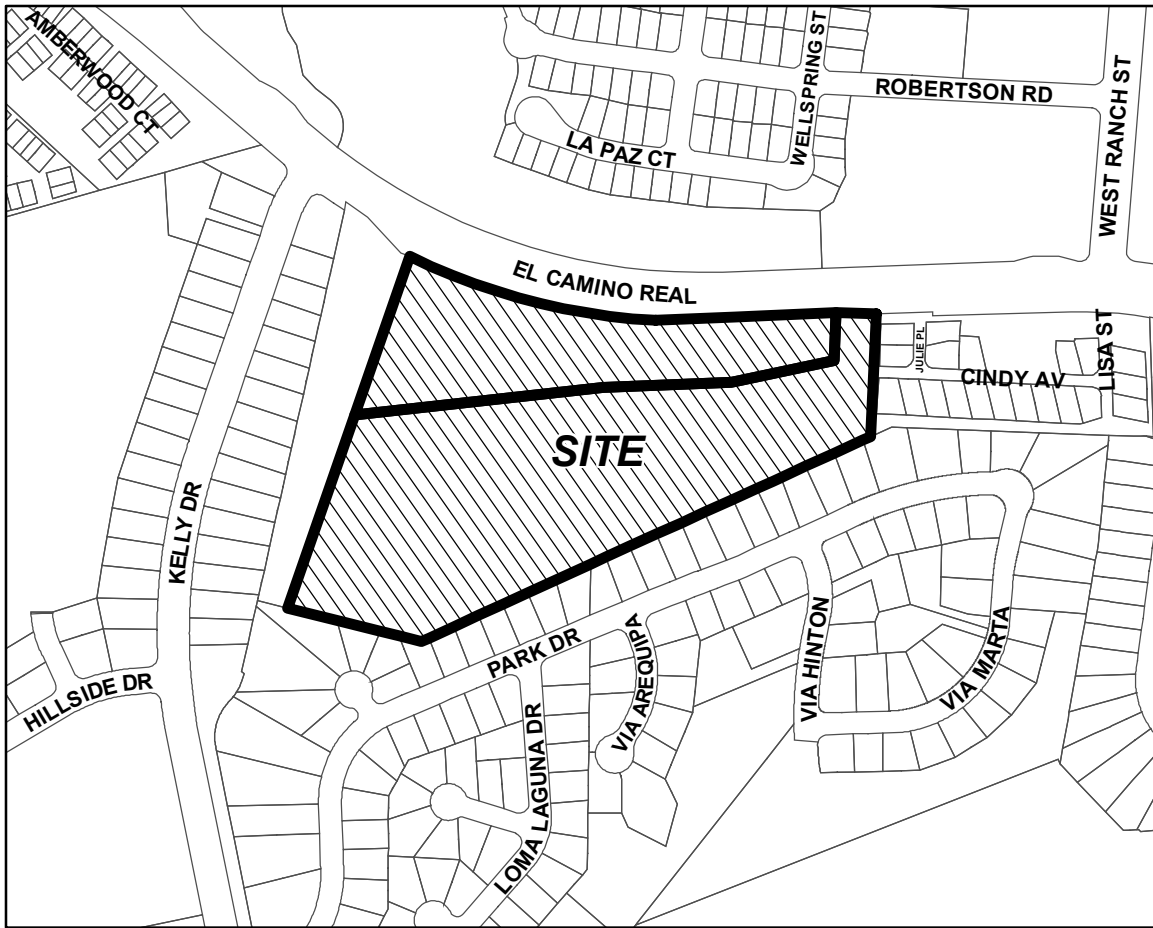 AMBERWOOD CT
WELLSPRING ST
ROBERTSON RD
WEST RANCH ST
LA PAZ CT
EL CAMINO REAL
JULIE PL
LISA ST
CINDY AV
SITE
KELLY DR
HILLSIDE DR
PARK DR
VIA AREQUIPA
VIA HINTON
VIA MARTA
LOMA LAGUNA DR